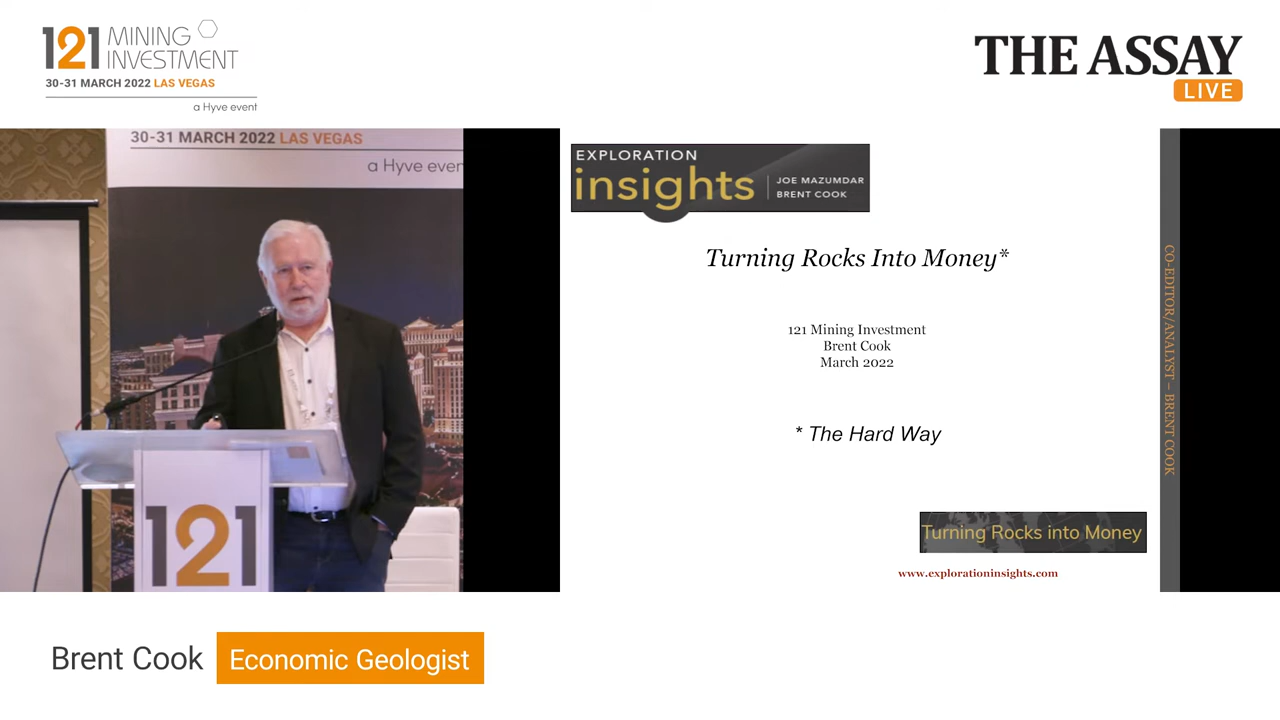 121 MINING
INVESTMENT
30-31 MARCH 2022 LAS VEGAS
a Hyve event
THE ASSAY
LIVE
30-31 MARCH 2022 LAS VEGAS
a Hyve even
121
EXPLORATION
insights
JOE MAZUMDAR
BRENT COOK
Turning Rocks Into Money*
121 Mining Investment
Brent Cook
March 2022
* The Hard Way
Turning Rocks into Money
www.explorationinsights.com
CO-EDITOR/ANALYST – BRENT COOK
Brent Cook
Economic Geologist